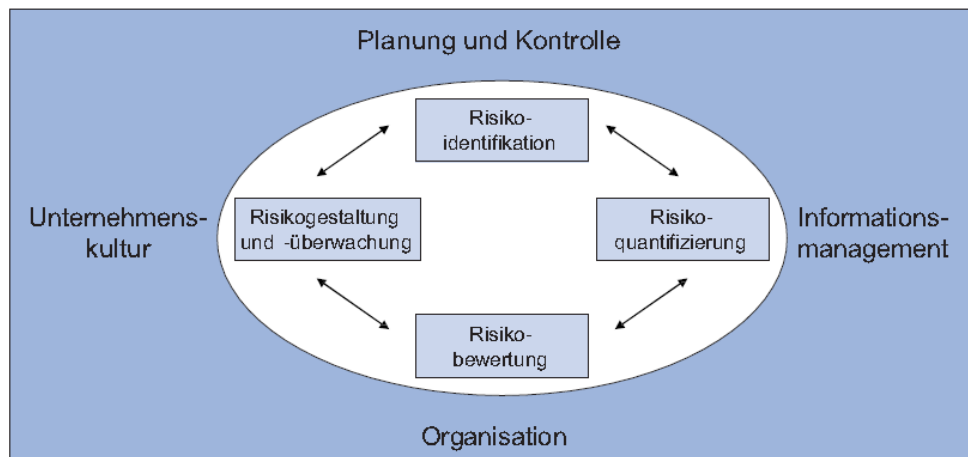 Planung und Kontrolle
Risiko-
identifikation
Unternehmens-
kultur
Risikogestaltung
und -überwachung
Risiko-
quantifizierung
Informations-
management
Risiko-
bewertung
Organisation